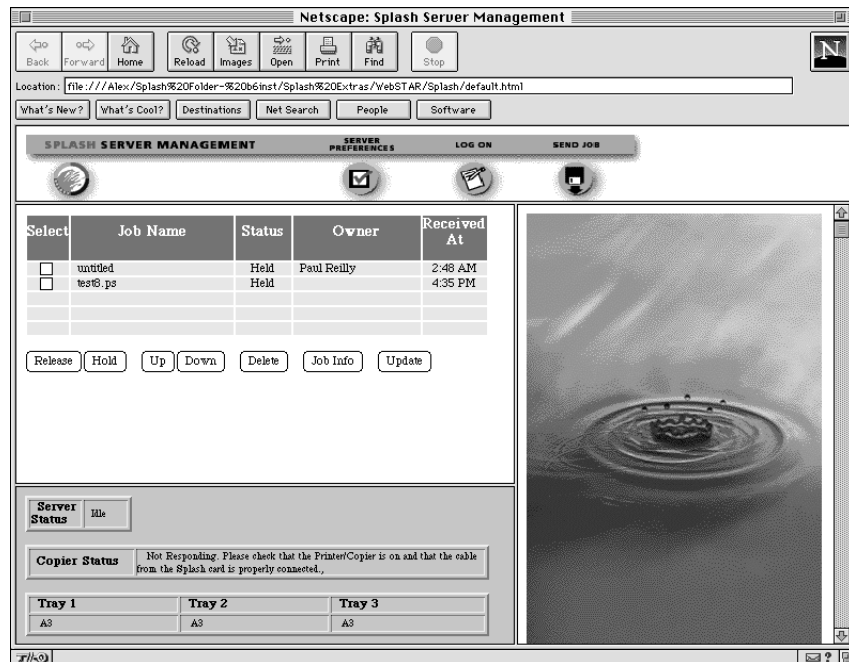 Netscape: Splash Server Management
Back Forward Home Reload Images Open Print Find Stop
N
Location: file:///Alex/Splash%20Folder-%20b6inst/Splash%20Extras/WebSTAR/Splash/default.html
What's New? What's Cool? Destinations Net Search People Software
SPLASH SERVER MANAGEMENT
SERVER PREFERENCES
LOG ON
SEND JOB
Select Job Name Status Owner Received At
untitled Held Paul Reilly 2:48 AM
test8.ps Held 4:35 PM
Release Hold Up Down Delete Job Info Update
Server Status Idle
Copier Status Not Responding. Please check that the Printer/Copier is on and that the cable
from the Splash card is properly connected.,
Tray 1 Tray 2 Tray 3
A3 A3 A3
?